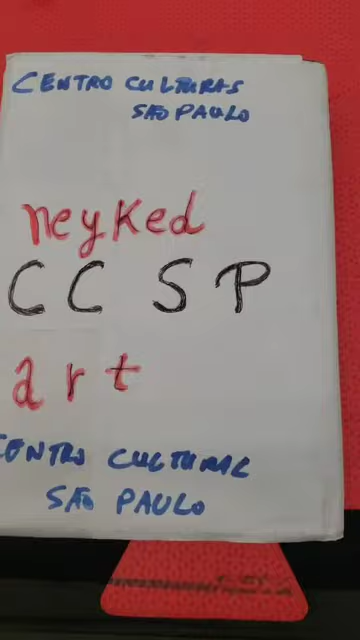 CENTRO CULTURAS
SÃO PAULO
neyKed
CCSP
art
CENTRO CULTURAL
SÃO PAULO